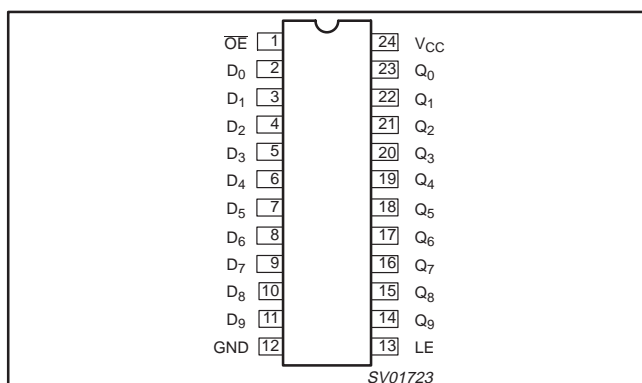 O̅E̅ 1 24 VCC
D0 2 23 Q0
D1 3 22 Q1
D2 4 21 Q2
D3 5 20 Q3
D4 6 19 Q4
D5 7 18 Q5
D6 8 17 Q6
D7 9 16 Q7
D8 10 15 Q8
D9 11 14 Q9
GND 12 13 LE
SV01723